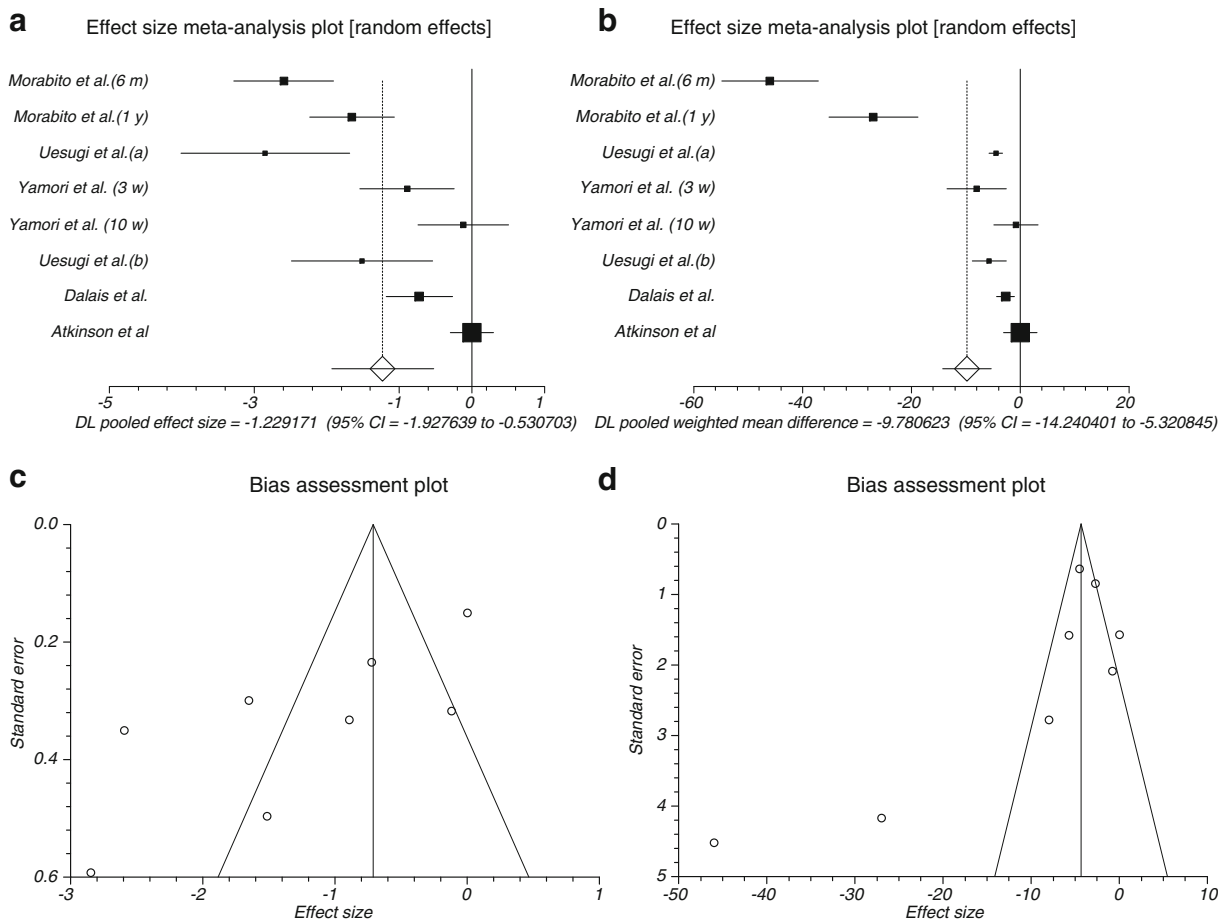 a
Effect size meta-analysis plot [random effects]
Morabito et al.(6 m)
Morabito et al.(1 y)
Uesugi et al.(a)
Yamori et al. (3 w)
Yamori et al. (10 w)
Uesugi et al.(b)
Dalais et al.
Atkinson et al
-5 -3 -1 0 1
DL pooled effect size = -1.229171 (95% CI = -1.927639 to -0.530703)
b
Effect size meta-analysis plot [random effects]
Morabito et al.(6 m)
Morabito et al.(1 y)
Uesugi et al.(a)
Yamori et al. (3 w)
Yamori et al. (10 w)
Uesugi et al.(b)
Dalais et al.
Atkinson et al
-60 -40 -20 0 20
DL pooled weighted mean difference = -9.780623 (95% CI = -14.240401 to -5.320845)
c
Bias assessment plot
Standard error
0.0
0.2
0.4
0.6
-3 -2 -1 0 1
Effect size
d
Bias assessment plot
Standard error
0
1
2
3
4
5
-50 -40 -30 -20 -10 0 10
Effect size